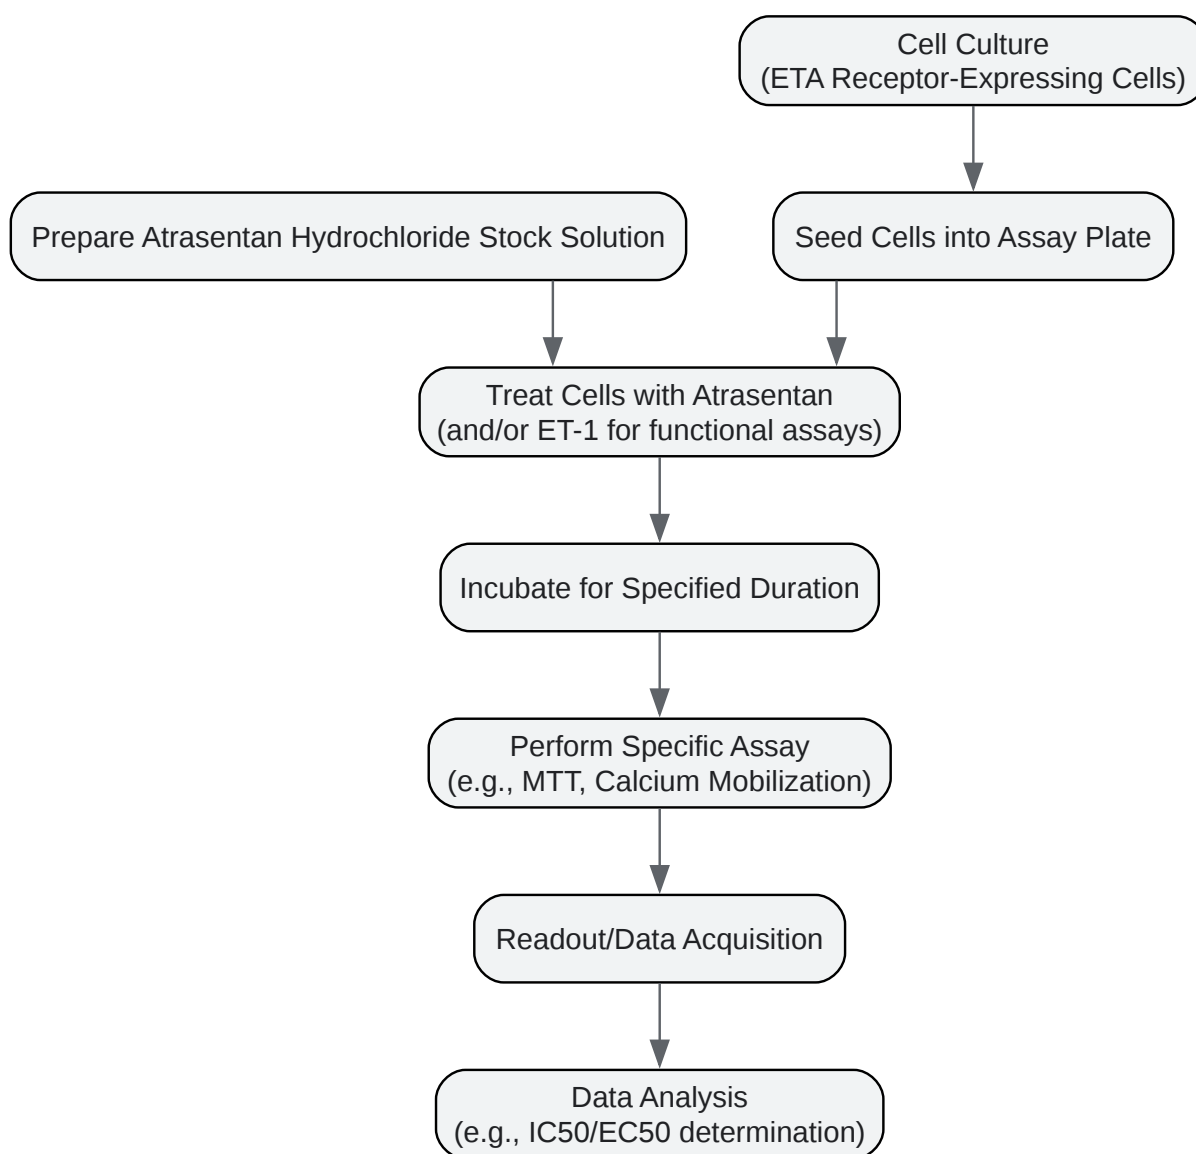 Cell Culture
(ETA Receptor-Expressing Cells)
Prepare Atrasentan Hydrochloride Stock Solution
Seed Cells into Assay Plate
Treat Cells with Atrasentan
(and/or ET-1 for functional assays)
Incubate for Specified Duration
Perform Specific Assay
(e.g., MTT, Calcium Mobilization)
Readout/Data Acquisition
Data Analysis
(e.g., IC50/EC50 determination)